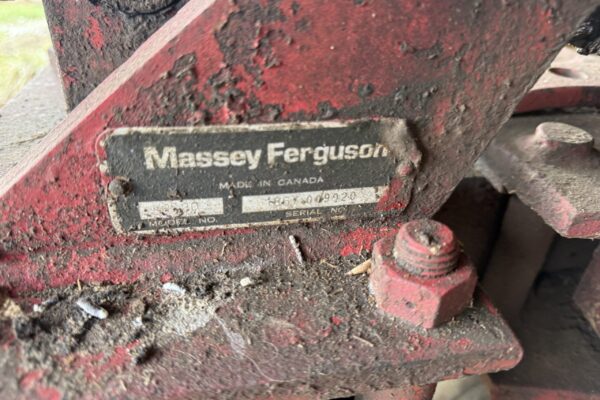 Massey Ferguson
MADE IN CANADA
MODEL NO. SERIAL NO.